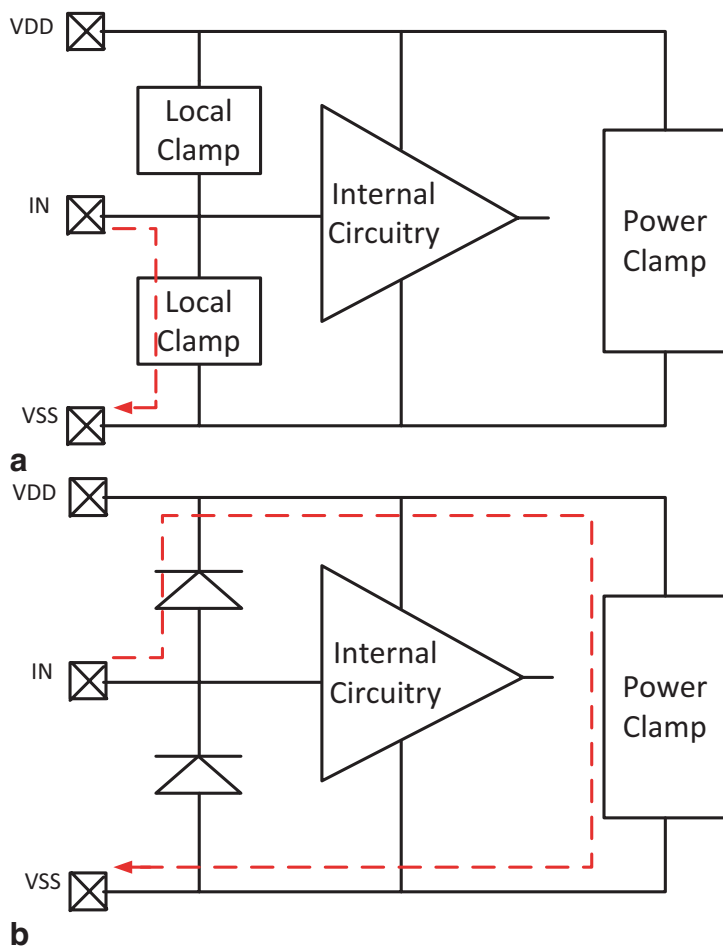 VDD
Local
Clamp
IN
Internal
Circuitry
Power
Clamp
Local
Clamp
VSS
a
VDD
IN
Internal
Circuitry
Power
Clamp
VSS
b